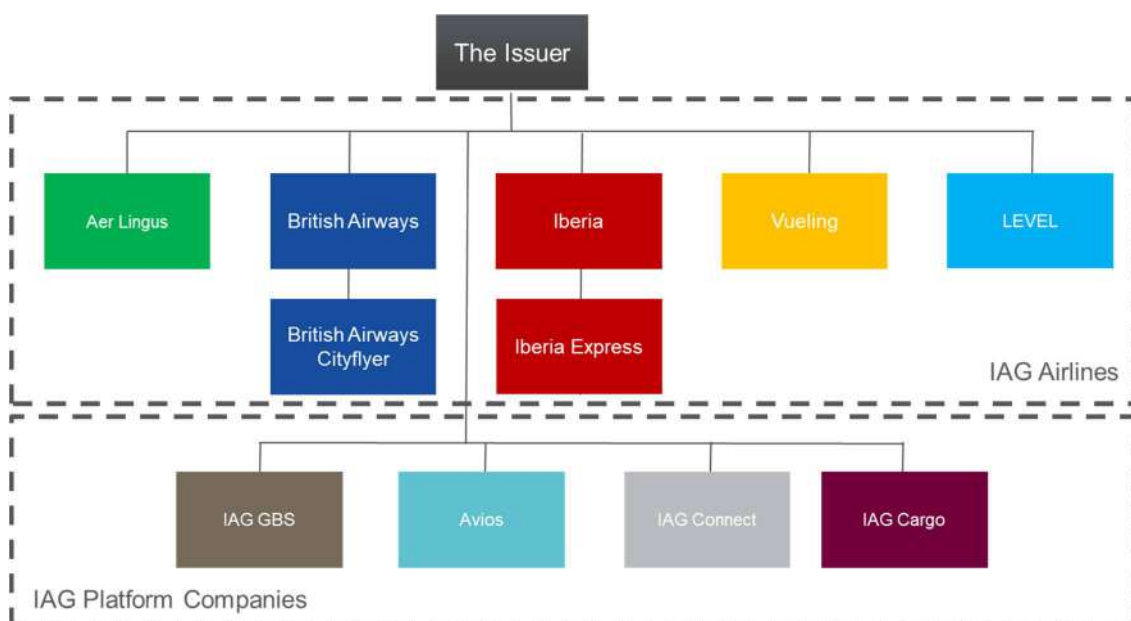 The Issuer
Aer Lingus
British Airways
Iberia
Vueling
LEVEL
British Airways
Cityflyer
Iberia Express
IAG Airlines
IAG GBS
Avios
IAG Connect
IAG Cargo
IAG Platform Companies